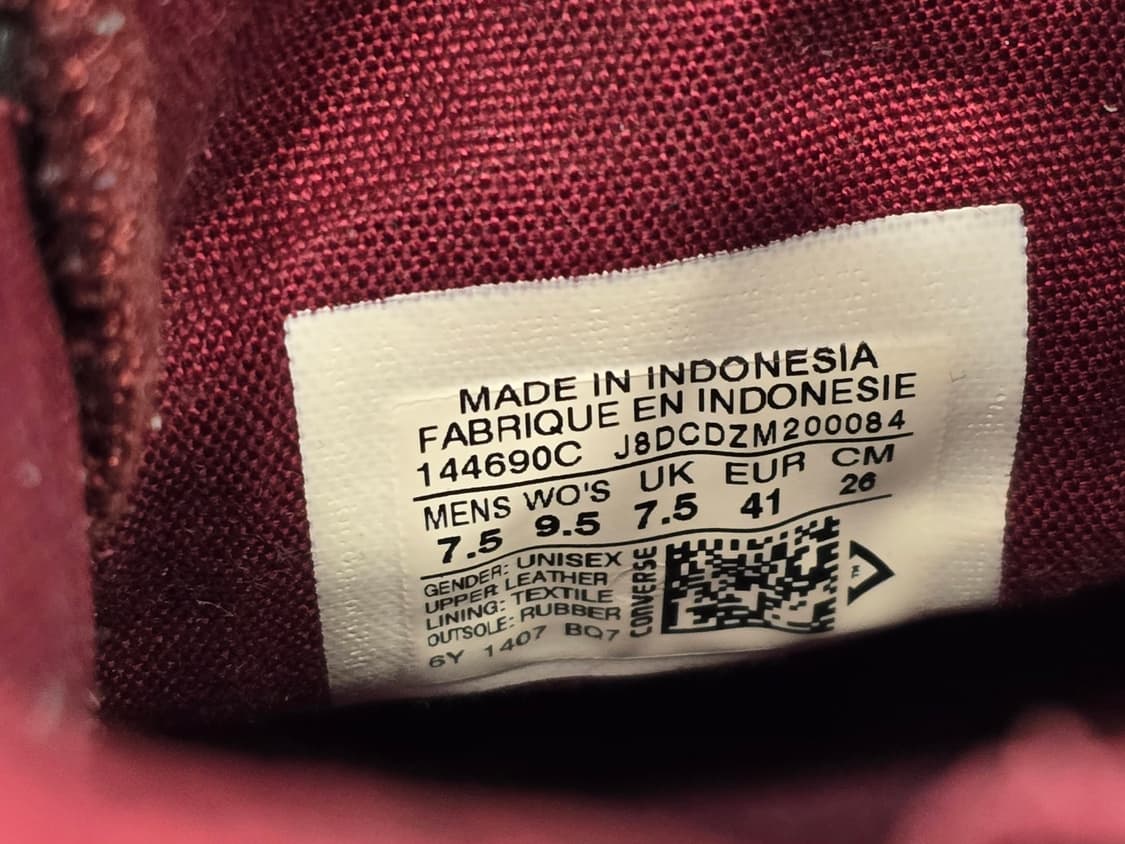 MADE IN INDONESIA
FABRIQUE EN INDONESIE
144690C J8DCDZM200084
MENS WO'S UK EUR CM
7.5 9.5 7.5 41 26
GENDER: UNISEX
UPPER: LEATHER
LINING: TEXTILE
OUTSOLE: RUBBER
6Y 1407 BQ7
CONVERSE